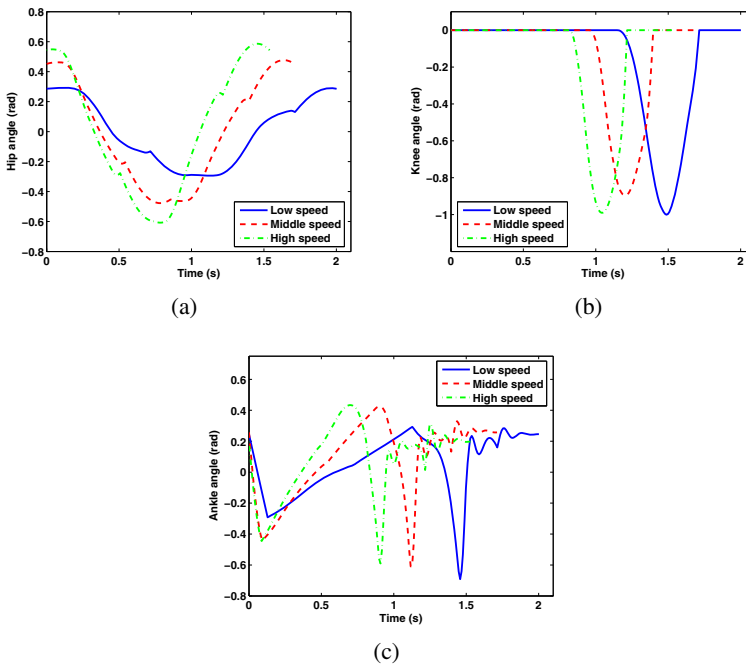 0.8
0.6
0.4
0.2
0
−0.2
−0.4
−0.6
−0.8
Hip angle (rad)
0
0.5
1
1.5
2
Time (s)
Low speed
Middle speed
High speed
(a)
0
−0.2
−0.4
−0.6
−0.8
−1
Knee angle (rad)
0
0.5
1
1.5
2
Time (s)
Low speed
Middle speed
High speed
(b)
0.6
0.4
0.2
0
−0.2
−0.4
−0.6
−0.8
Ankle angle (rad)
0
0.5
1
1.5
2
Time (s)
Low speed
Middle speed
High speed
(c)